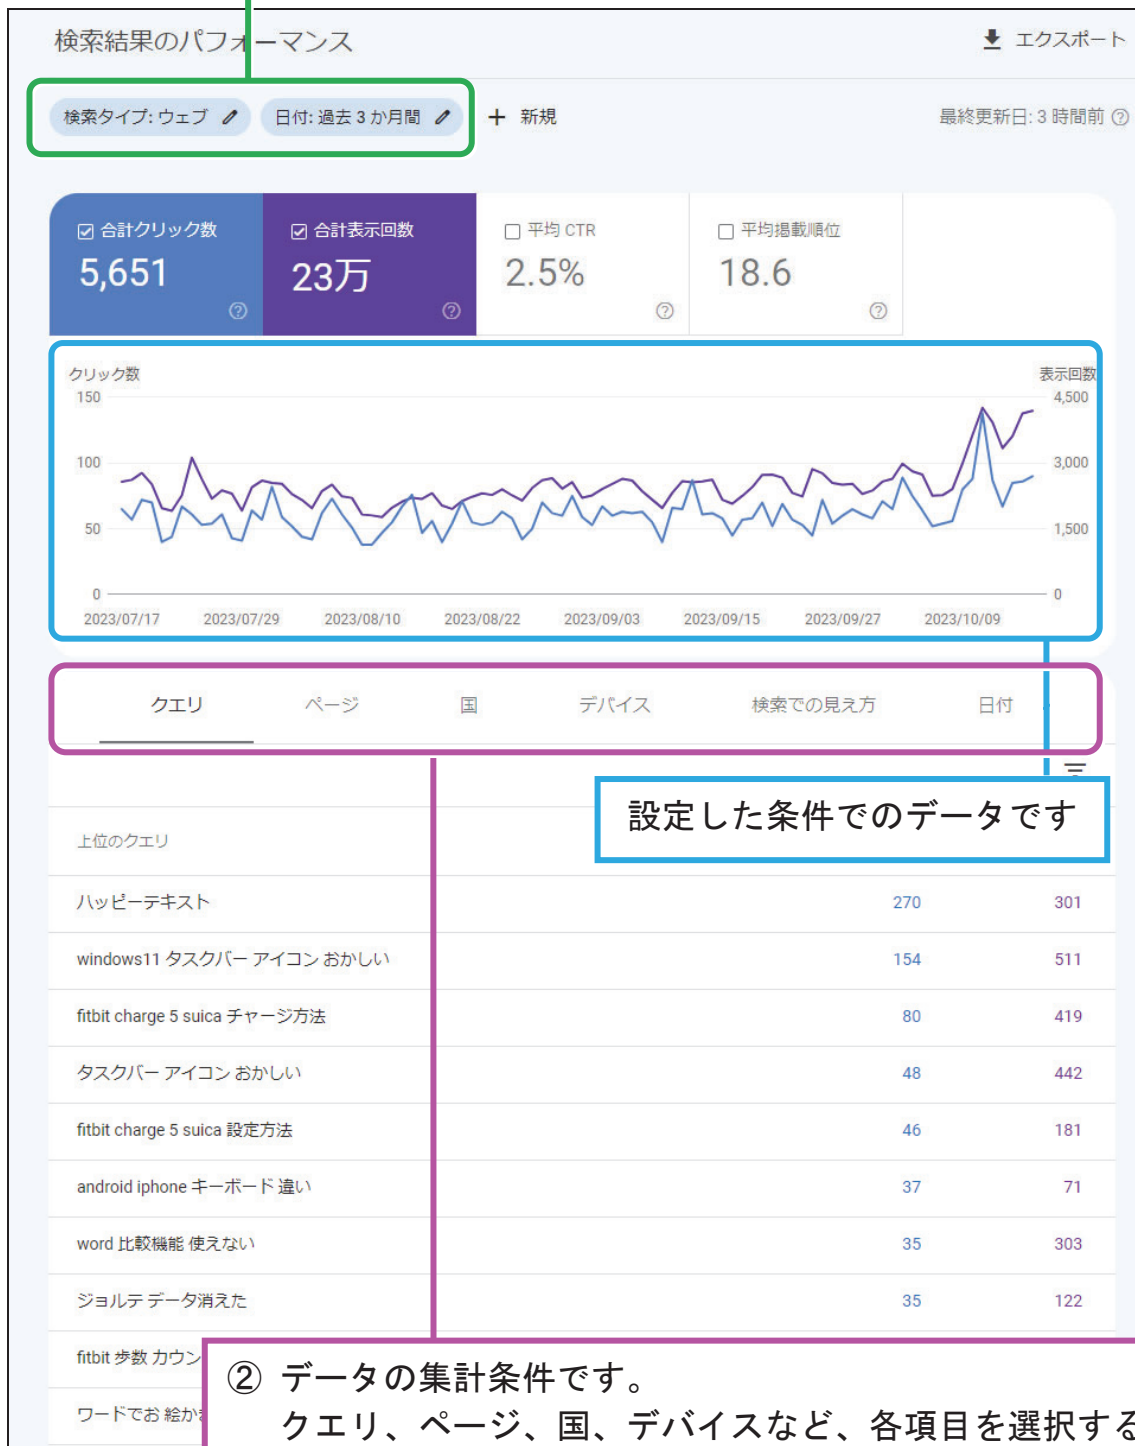 検索結果のパフォーマンス
エクスポート
検索タイプ: ウェブ
日付: 過去 3 か月間
新規
最終更新日: 3 時間前
合計クリック数
5,651
合計表示回数
23万
平均 CTR
2.5%
平均掲載順位
18.6
クリック数
表示回数
150
4,500
100
3,000
50
1,500
0
0
2023/07/17 2023/07/29 2023/08/10 2023/08/22 2023/09/03 2023/09/15 2023/09/27 2023/10/09
クエリ ページ 国 デバイス 検索での見え方 日付
設定した条件でのデータです
上位のクエリ
ハッピーテキスト 270 301
windows11 タスクバー アイコン おかしい 154 511
fitbit charge 5 suica チャージ方法 80 419
タスクバー アイコン おかしい 48 442
fitbit charge 5 suica 設定方法 46 181
android iphone キーボード 違い 37 71
word 比較機能 使えない 35 303
ジョルテ データ消えた 35 122
fitbit 歩数 カウン
ワードでお 絵か
② データの集計条件です。
クエリ、ページ、国、デバイスなど、各項目を選択する